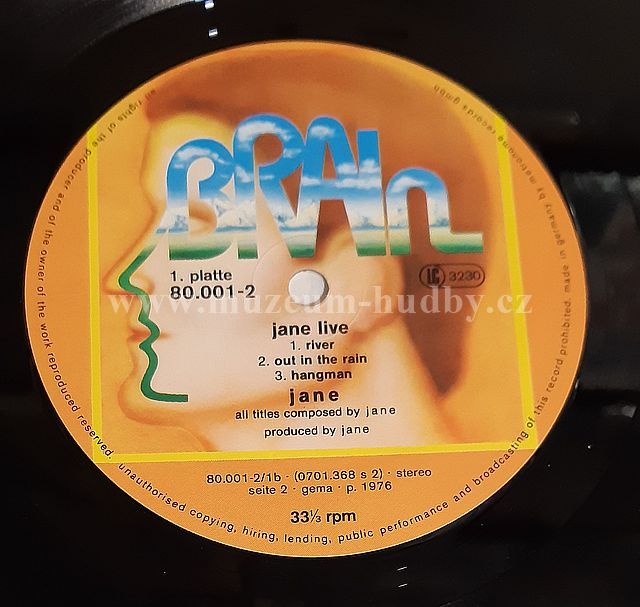 BRAIN
1. platte
80.001-2
LC 3230
www.muzeum-hudby.cz
jane live
1. river
2. out in the rain
3. hangman
jane
all titles composed by jane
produced by jane
80.001-2/1b · (0701.368 s 2) · stereo
seite 2 · gema · p. 1976
33⅓ rpm
all rights of the producer and of the owner of the work reproduced reserved. unauthorised copying, hiring, lending, public performance and broadcasting of this record prohibited. made in germany by metronome records gmbh